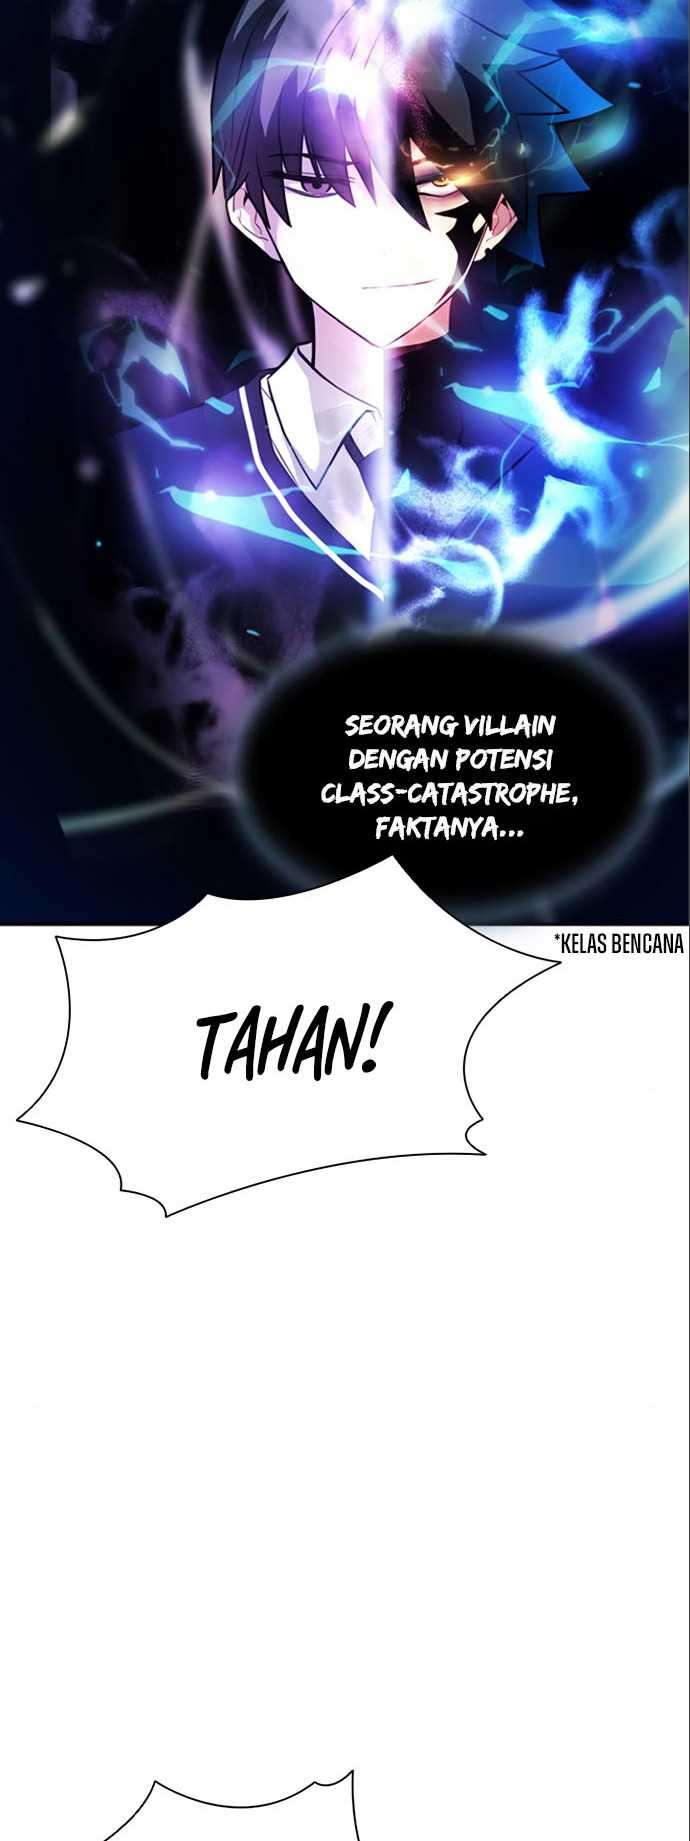 SEORANG VILLAIN
DENGAN POTENSI
CLASS-CATASTROPHE,
FAKTANYA...
*KELAS BENCANA
TAHAN!